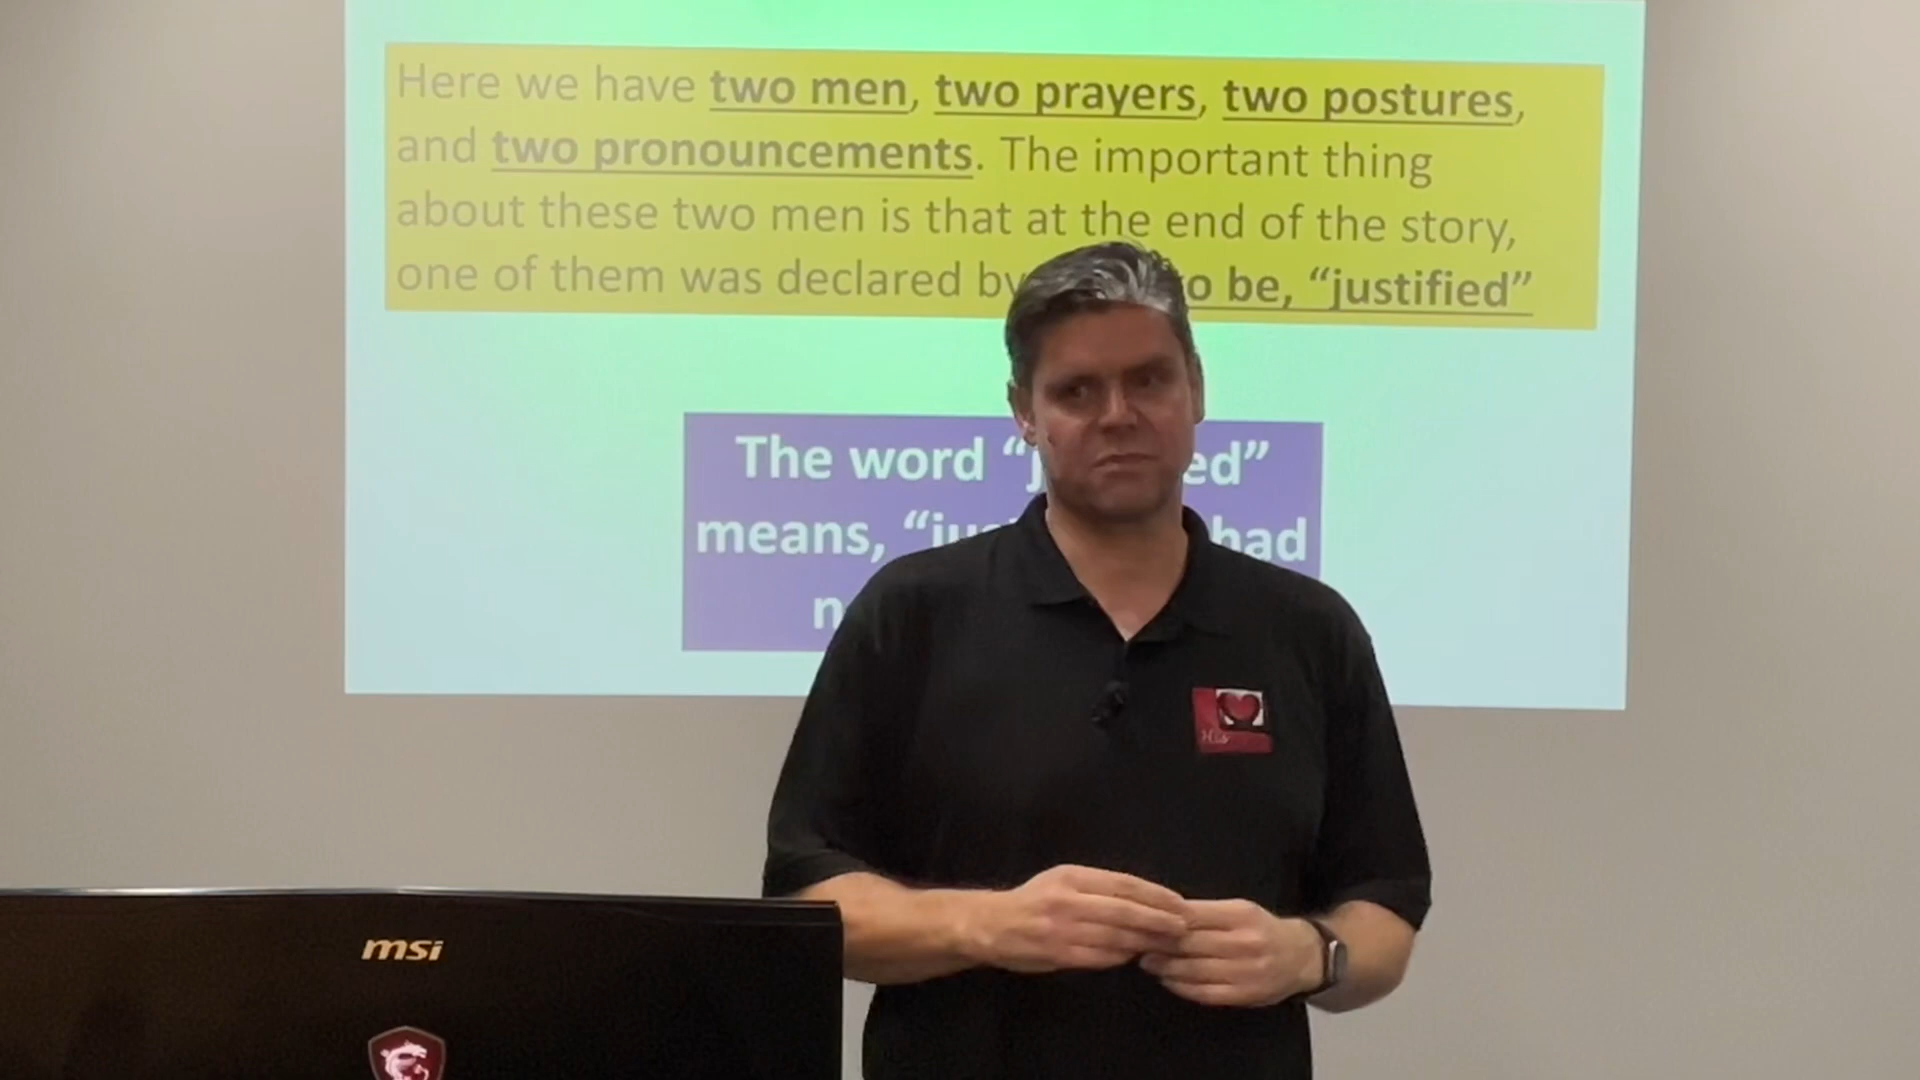 Here we have two men, two prayers, two postures,
and two pronouncements. The important thing
about these two men is that at the end of the story,
one of them was declared by to be, “justified”
The word
means, had
His
msi